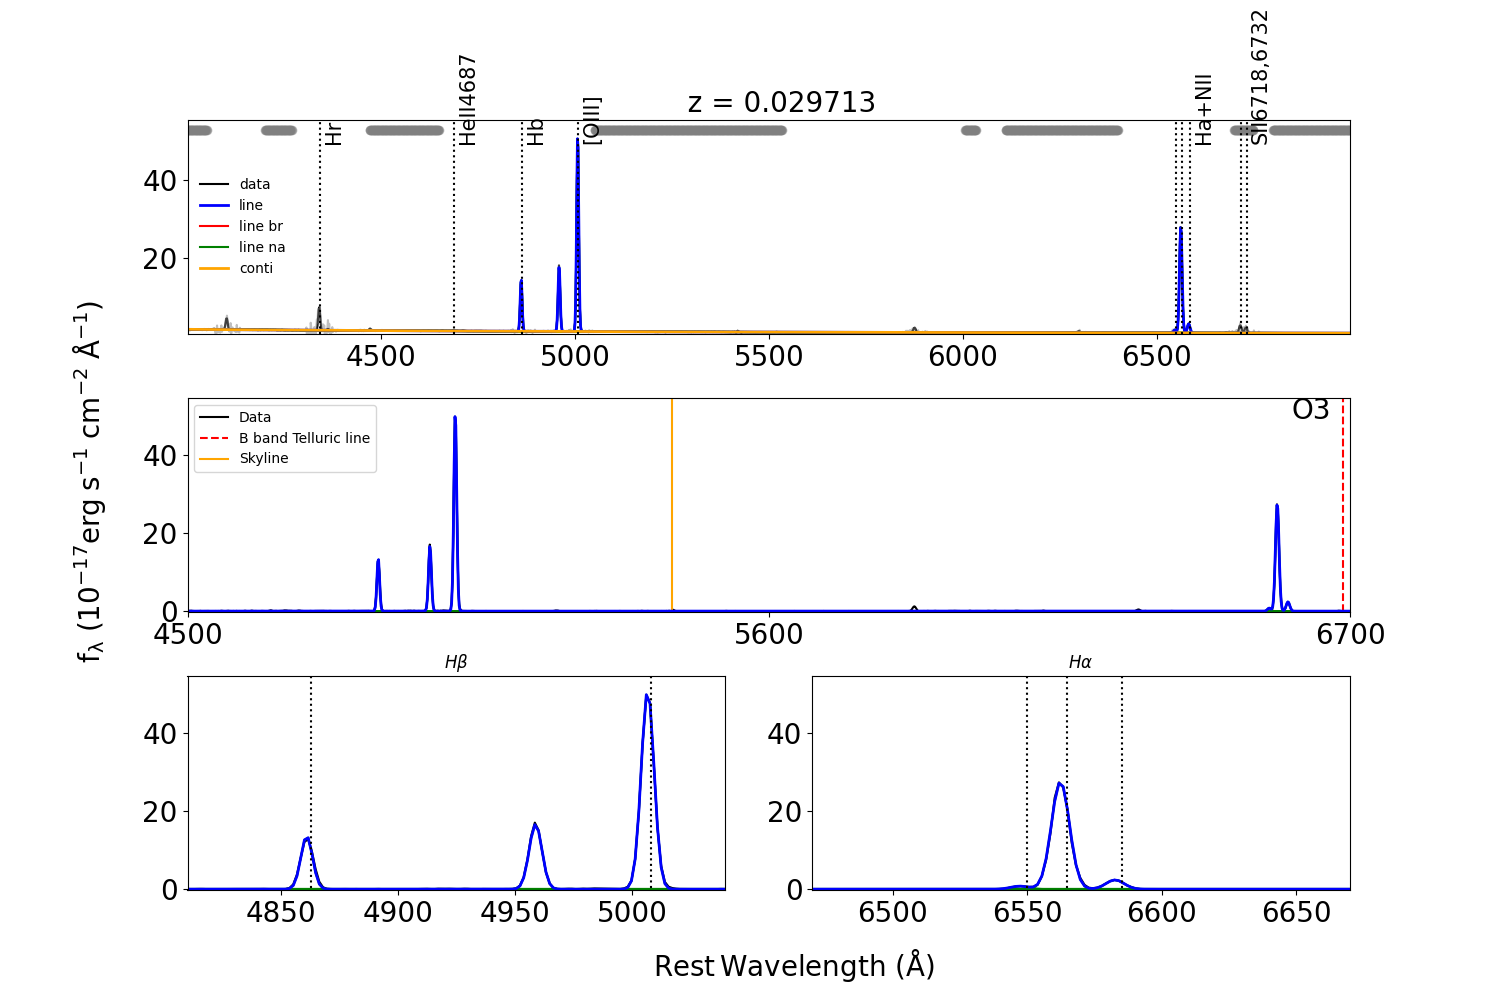 z = 0.029713
Hr
HeII4687
Hb
[OIII]
Ha+NII
SII6718,6732
40
20
data
line
line br
line na
conti
4500 5000 5500 6000 6500
O3
40
20
0
Data
B band Telluric line
Skyline
4500 5600 6700
fλ (10⁻¹⁷erg s⁻¹ cm⁻² Å⁻¹)
Hβ
40
20
0
4850 4900 4950 5000
Hα
40
20
0
6500 6550 6600 6650
Rest Wavelength (Å)